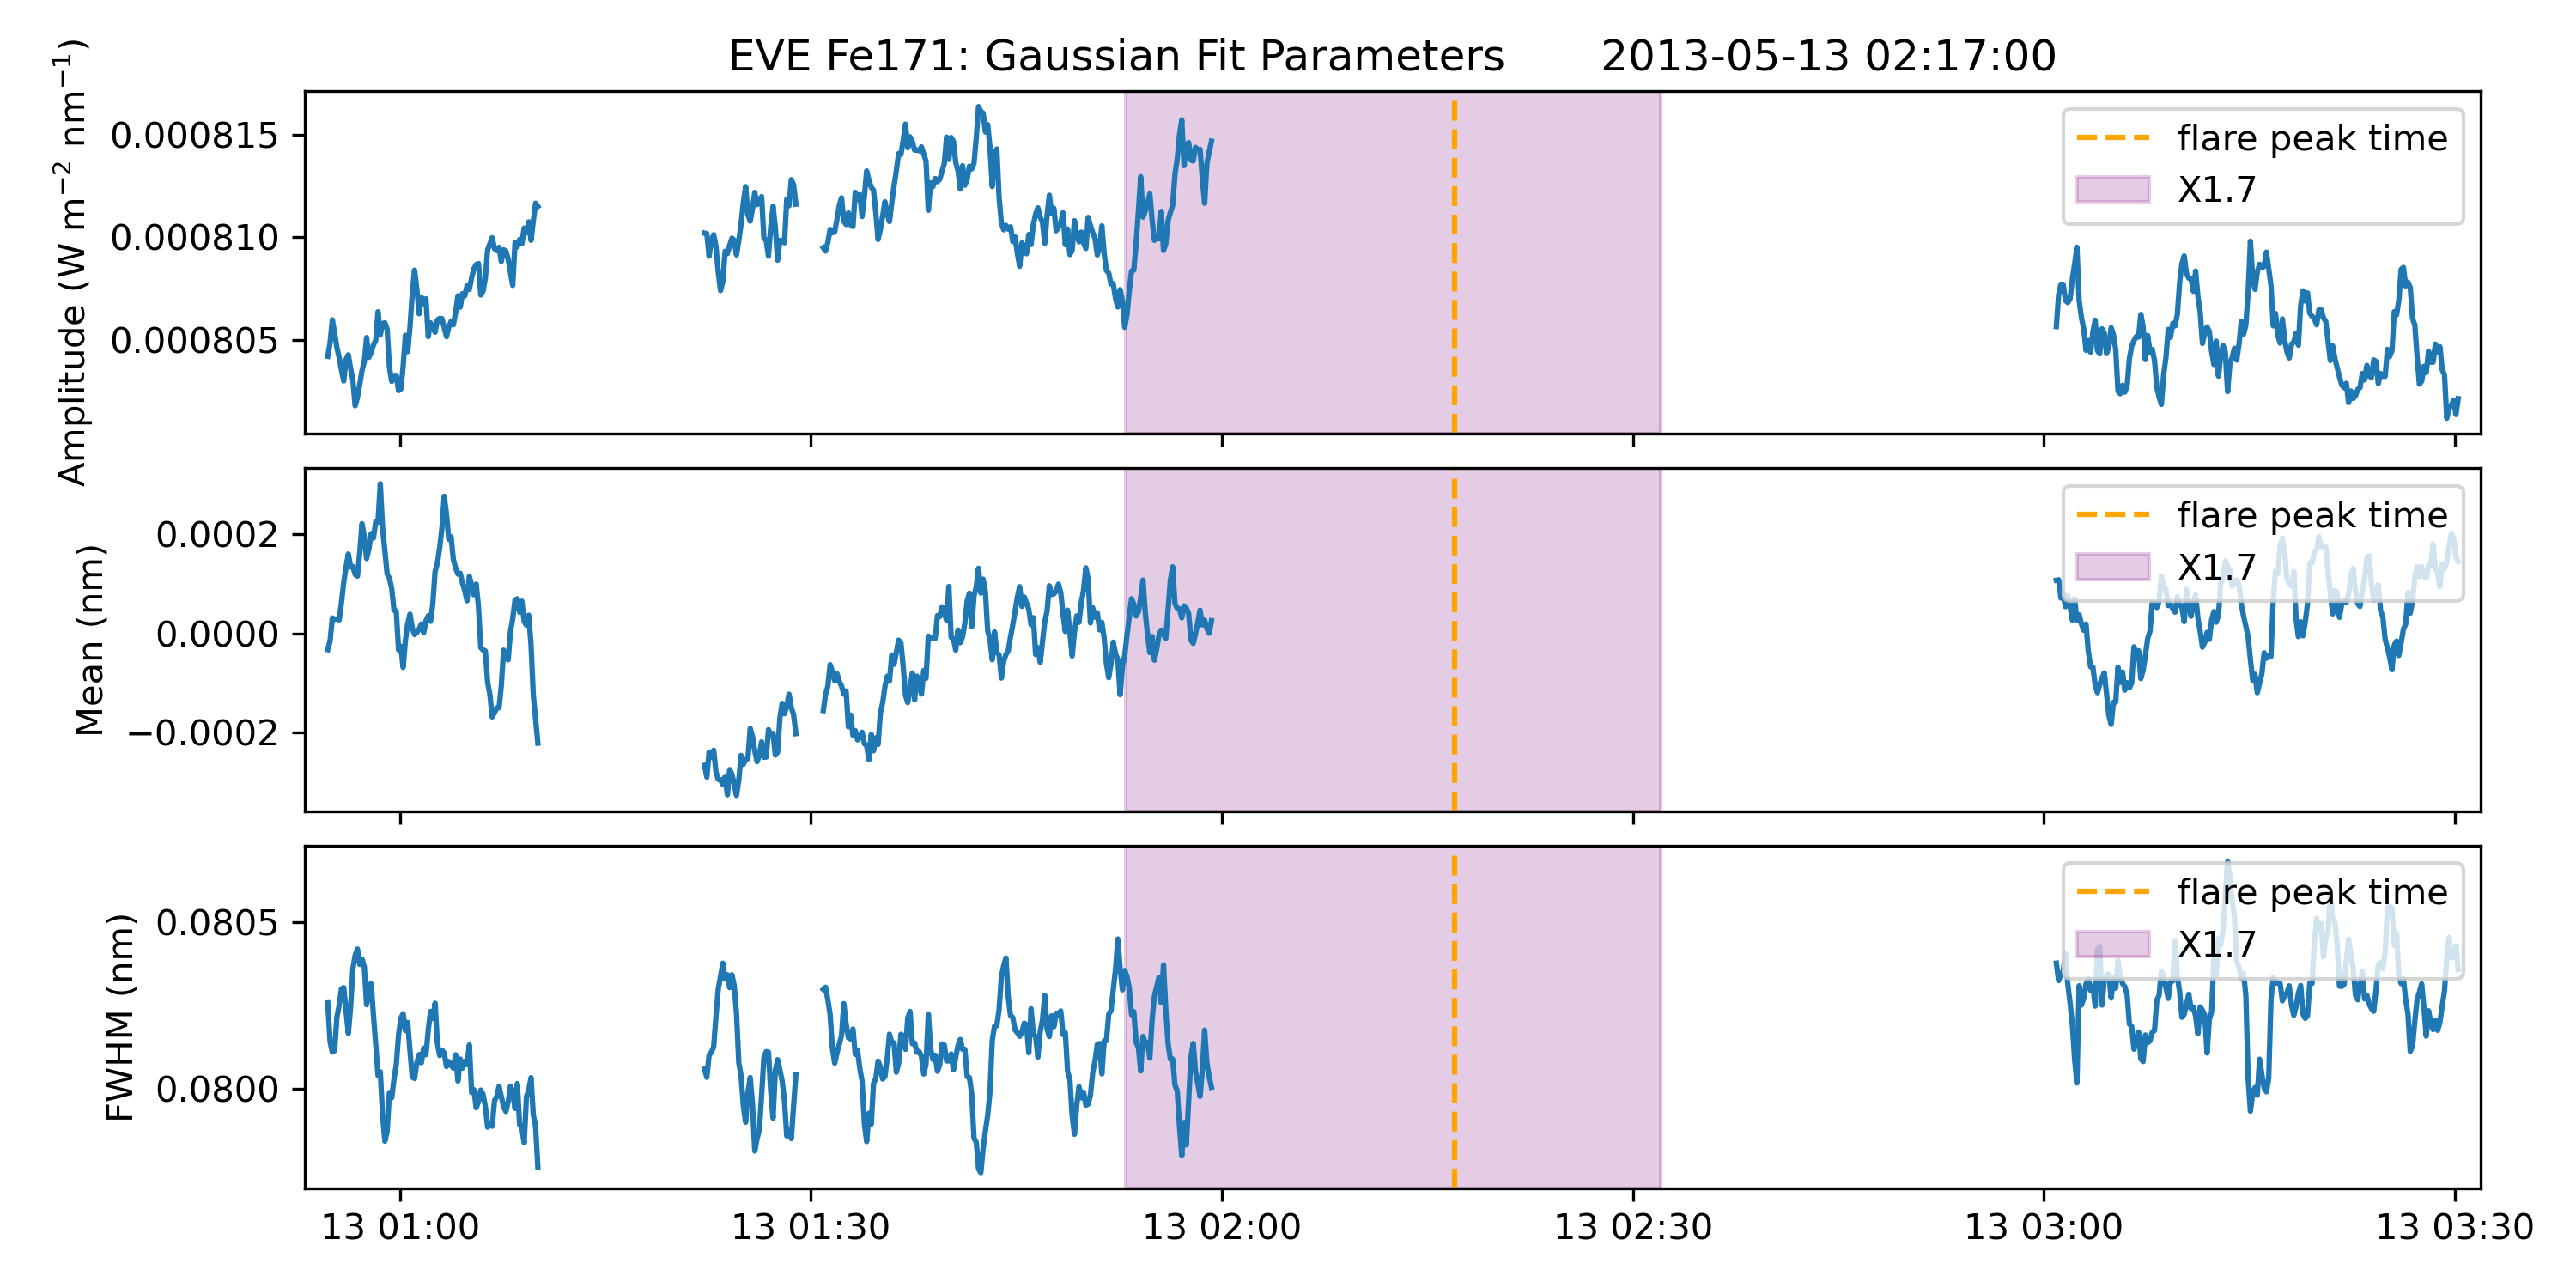 EVE Fe171: Gaussian Fit Parameters 2013-05-13 02:17:00
Amplitude (W m⁻² nm⁻¹)
0.000815
0.000810
0.000805
flare peak time
X1.7
Mean (nm)
0.0002
0.0000
−0.0002
flare peak time
X1.7
FWHM (nm)
0.0805
0.0800
flare peak time
X1.7
13 01:00 13 01:30 13 02:00 13 02:30 13 03:00 13 03:30